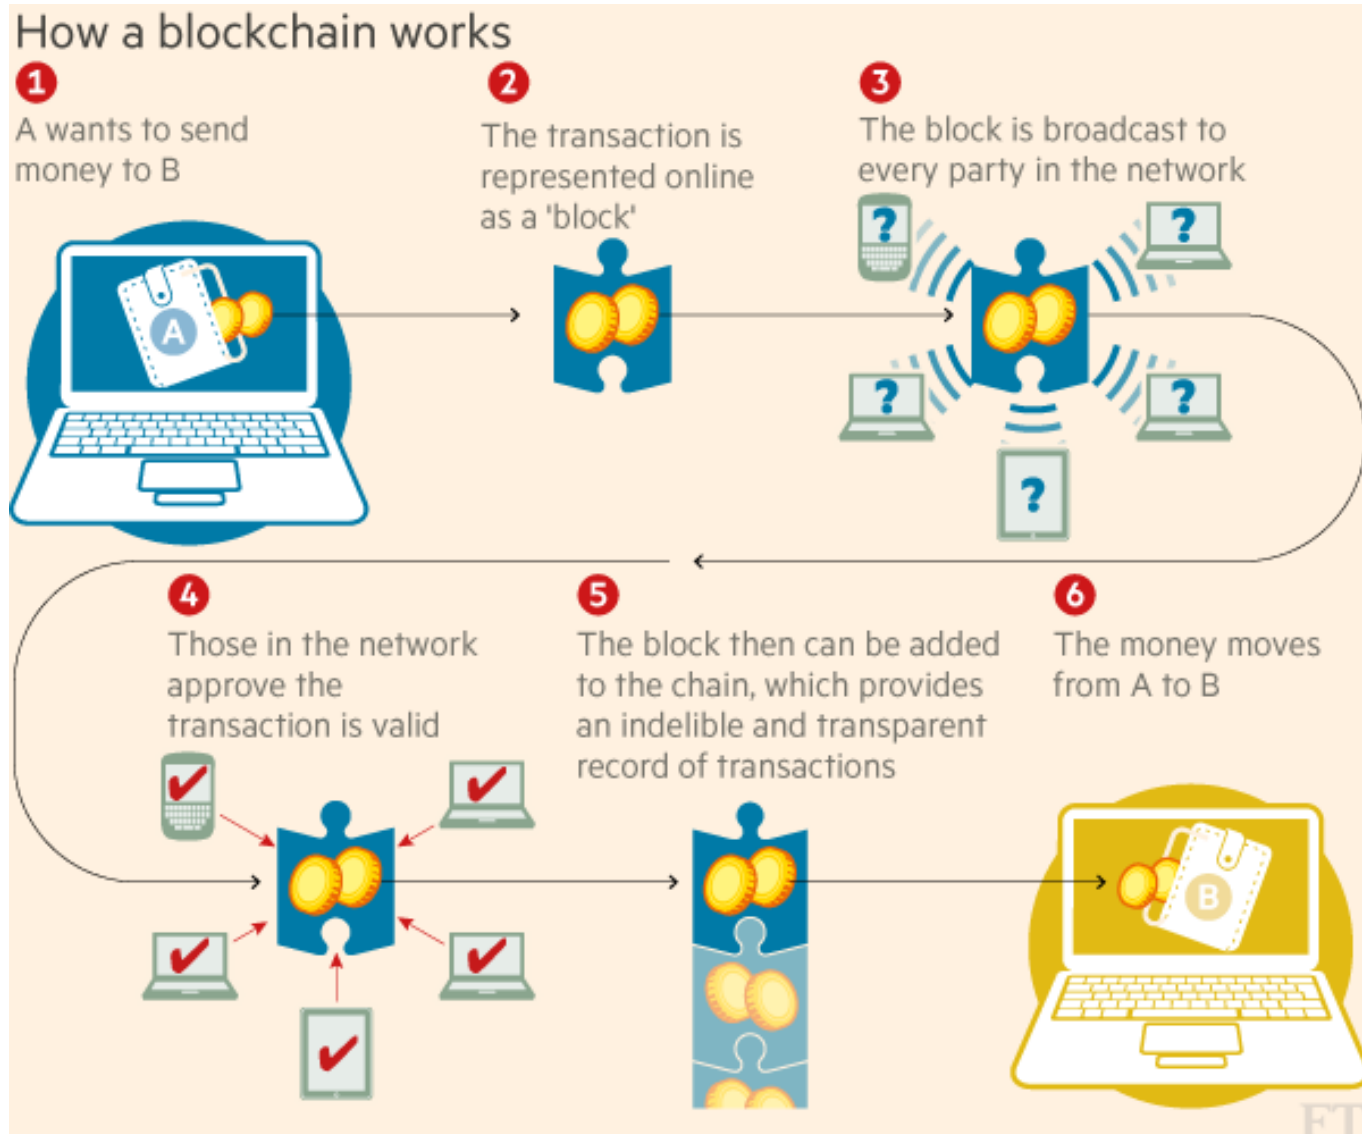 How a blockchain works
1
A wants to send
money to B
2
The transaction is
represented online
as a 'block'
3
The block is broadcast to
every party in the network
?
?
?
?
?
A
4
Those in the network
approve the
transaction is valid
5
The block then can be added
to the chain, which provides
an indelible and transparent
record of transactions
6
The money moves
from A to B
B
FT